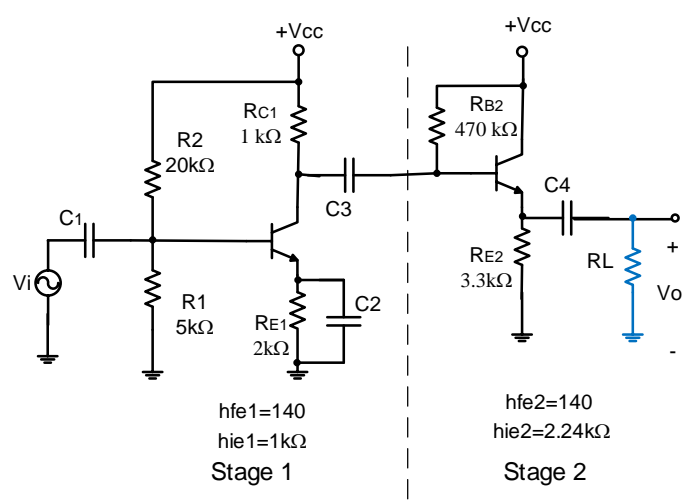 +Vcc
+Vcc
RC1
1 kΩ
RB2
470 kΩ
R2
20kΩ
C1
C3
C4
Vi
R1
5kΩ
RE1
2kΩ
C2
RE2
3.3kΩ
RL
+
Vo
-
hfe1=140
hie1=1kΩ
Stage 1
hfe2=140
hie2=2.24kΩ
Stage 2